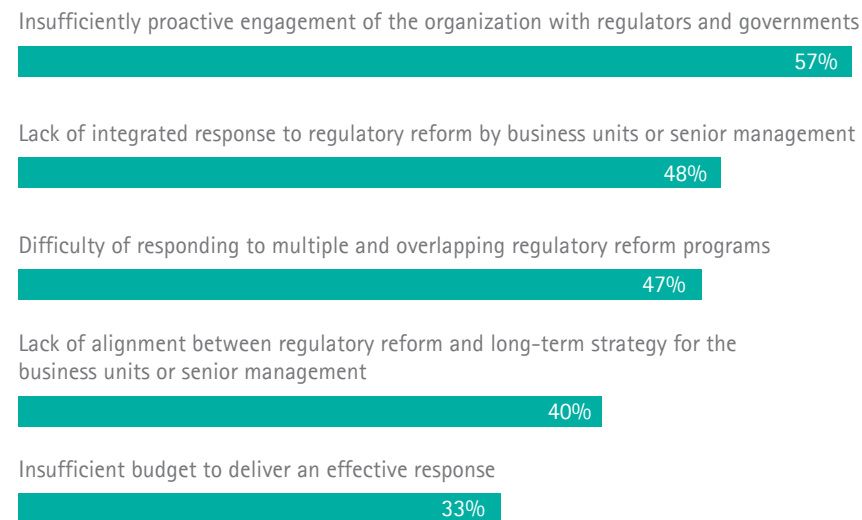 Insufficiently proactive engagement of the organization with regulators and governments
57%
Lack of integrated response to regulatory reform by business units or senior management
48%
Difficulty of responding to multiple and overlapping regulatory reform programs
47%
Lack of alignment between regulatory reform and long-term strategy for the
business units or senior management
40%
Insufficient budget to deliver an effective response
33%